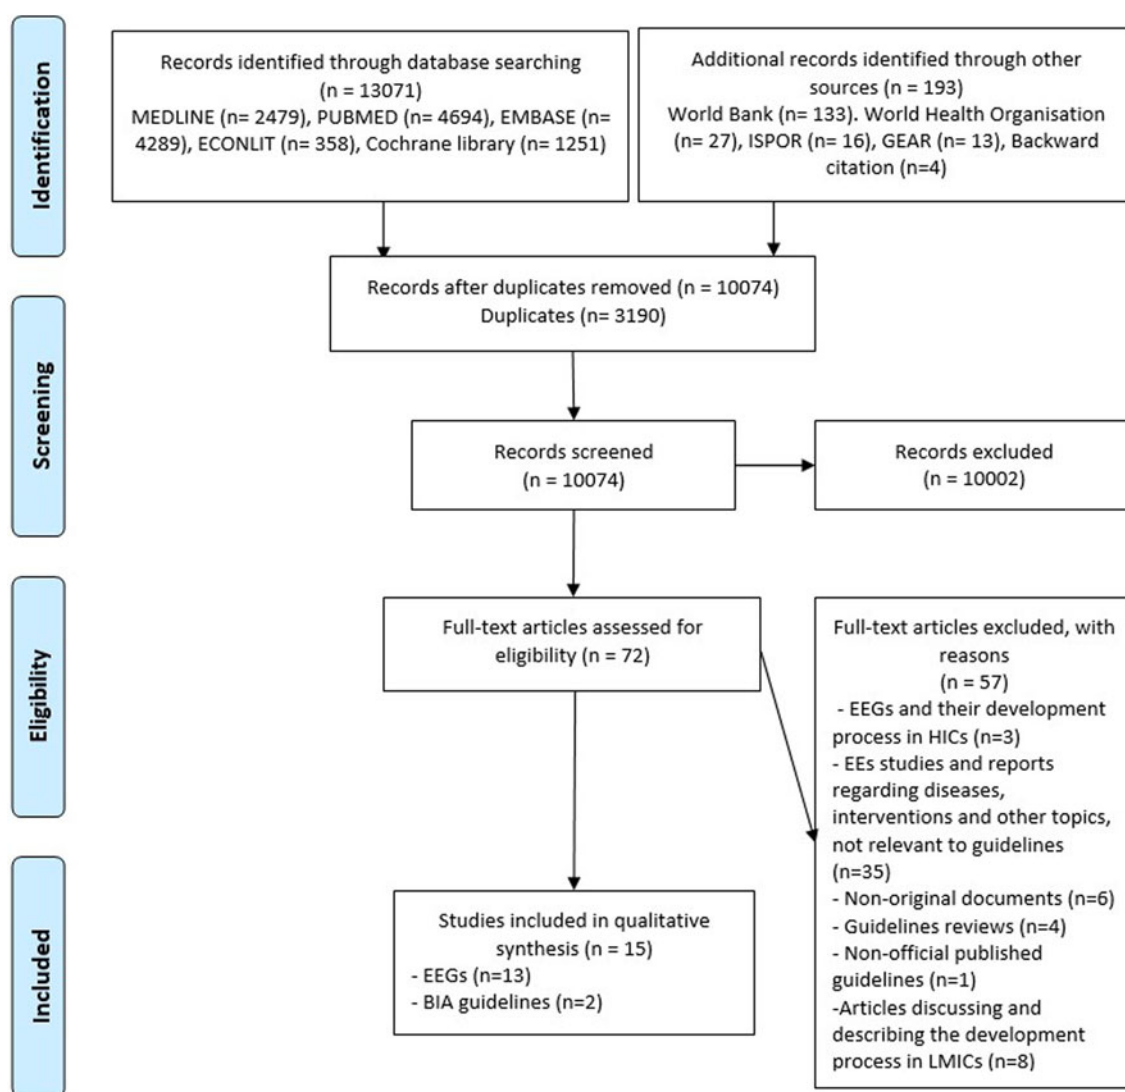 Identification
Records identified through database searching
(n = 13071)
MEDLINE (n= 2479), PUBMED (n= 4694), EMBASE (n=
4289), ECONLIT (n= 358), Cochrane library (n= 1251)
Additional records identified through other
sources (n = 193)
World Bank (n= 133). World Health Organisation
(n= 27), ISPOR (n= 16), GEAR (n= 13), Backward
citation (n=4)
Screening
Records after duplicates removed (n = 10074)
Duplicates (n= 3190)
Records screened
(n = 10074)
Records excluded
(n = 10002)
Eligibility
Full-text articles assessed for
eligibility (n = 72)
Full-text articles excluded, with
reasons
(n = 57)
- EEGs and their development
process in HICs (n=3)
- EEs studies and reports
regarding diseases,
interventions and other topics,
not relevant to guidelines
(n=35)
- Non-original documents (n=6)
- Guidelines reviews (n=4)
- Non-official published
guidelines (n=1)
-Articles discussing and
describing the development
process in LMICs (n=8)
Included
Studies included in qualitative
synthesis (n = 15)
- EEGs (n=13)
- BIA guidelines (n=2)